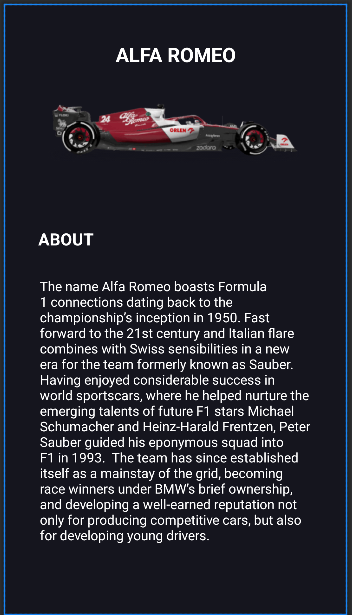 ALFA ROMEO
24
Alfa Romeo
ORLEN
zadara
ABOUT
The name Alfa Romeo boasts Formula
1 connections dating back to the
championship's inception in 1950. Fast
forward to the 21st century and Italian flare
combines with Swiss sensibilities in a new
era for the team formerly known as Sauber.
Having enjoyed considerable success in
world sportscars, where he helped nurture the
emerging talents of future F1 stars Michael
Schumacher and Heinz-Harald Frentzen, Peter
Sauber guided his eponymous squad into
F1 in 1993.  The team has since established
itself as a mainstay of the grid, becoming
race winners under BMW's brief ownership,
and developing a well-earned reputation not
only for producing competitive cars, but also
for developing young drivers.